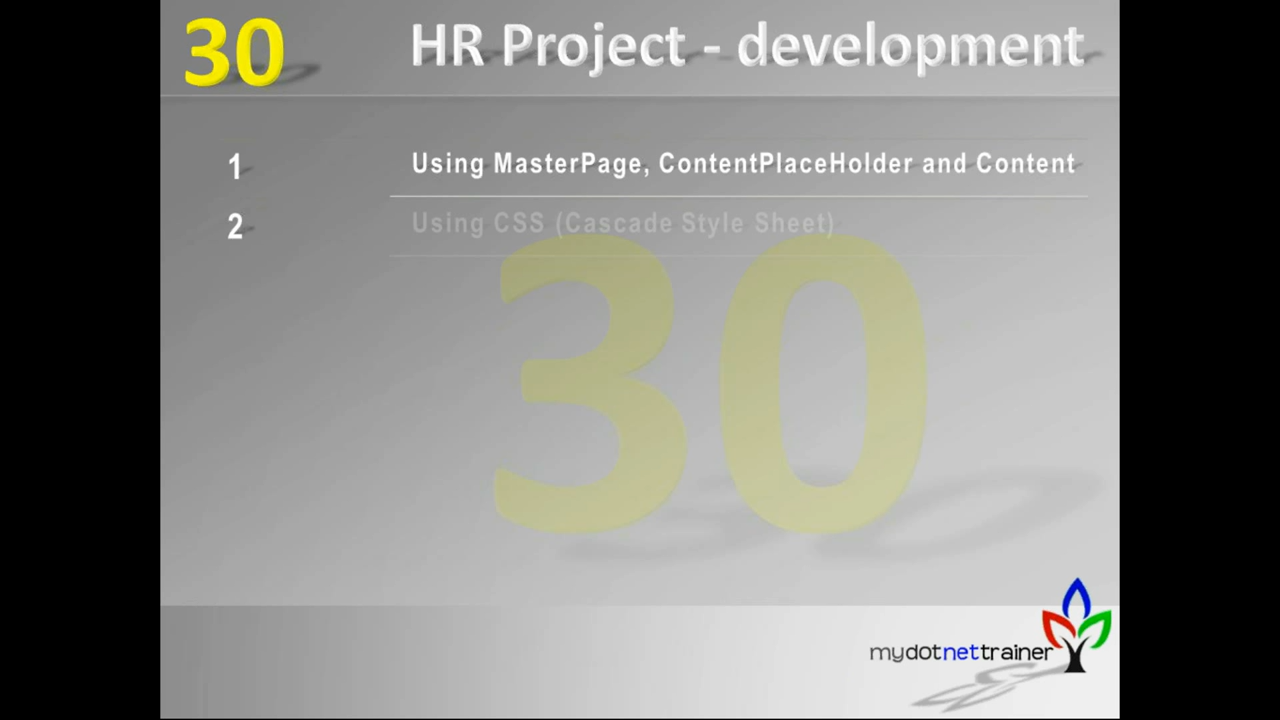 30 HR Project - development
1 Using MasterPage, ContentPlaceHolder and Content
2 Using CSS (Cascade Style Sheet)
30
mydotnettrainer